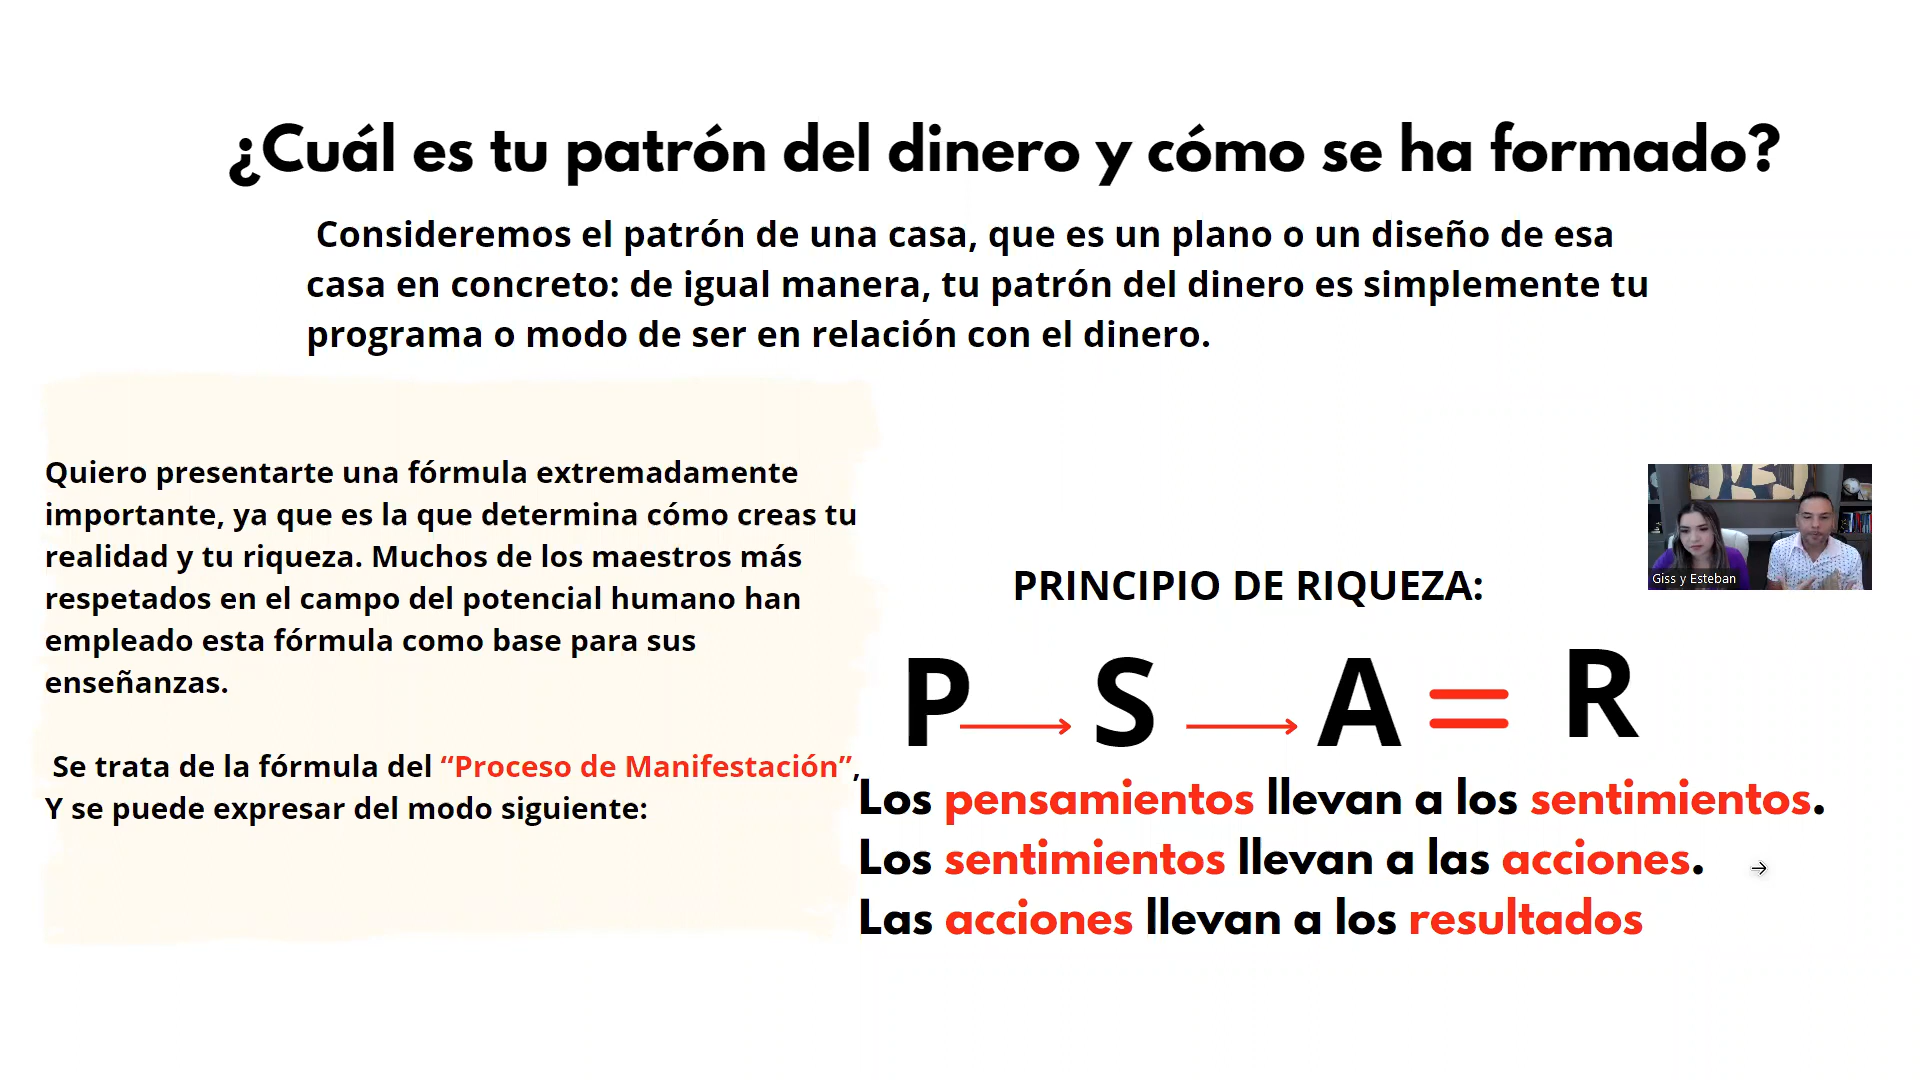 ¿Cuál es tu patrón del dinero y cómo se ha formado?
Consideremos el patrón de una casa, que es un plano o un diseño de esa
casa en concreto: de igual manera, tu patrón del dinero es simplemente tu
programa o modo de ser en relación con el dinero.
Quiero presentarte una fórmula extremadamente
importante, ya que es la que determina cómo creas tu
realidad y tu riqueza. Muchos de los maestros más
respetados en el campo del potencial humano han
empleado esta fórmula como base para sus
enseñanzas.
Se trata de la fórmula del “Proceso de Manifestación”,
Y se puede expresar del modo siguiente:
Giss y Esteban
PRINCIPIO DE RIQUEZA:
P → S → A = R
Los pensamientos llevan a los sentimientos.
Los sentimientos llevan a las acciones.
Las acciones llevan a los resultados